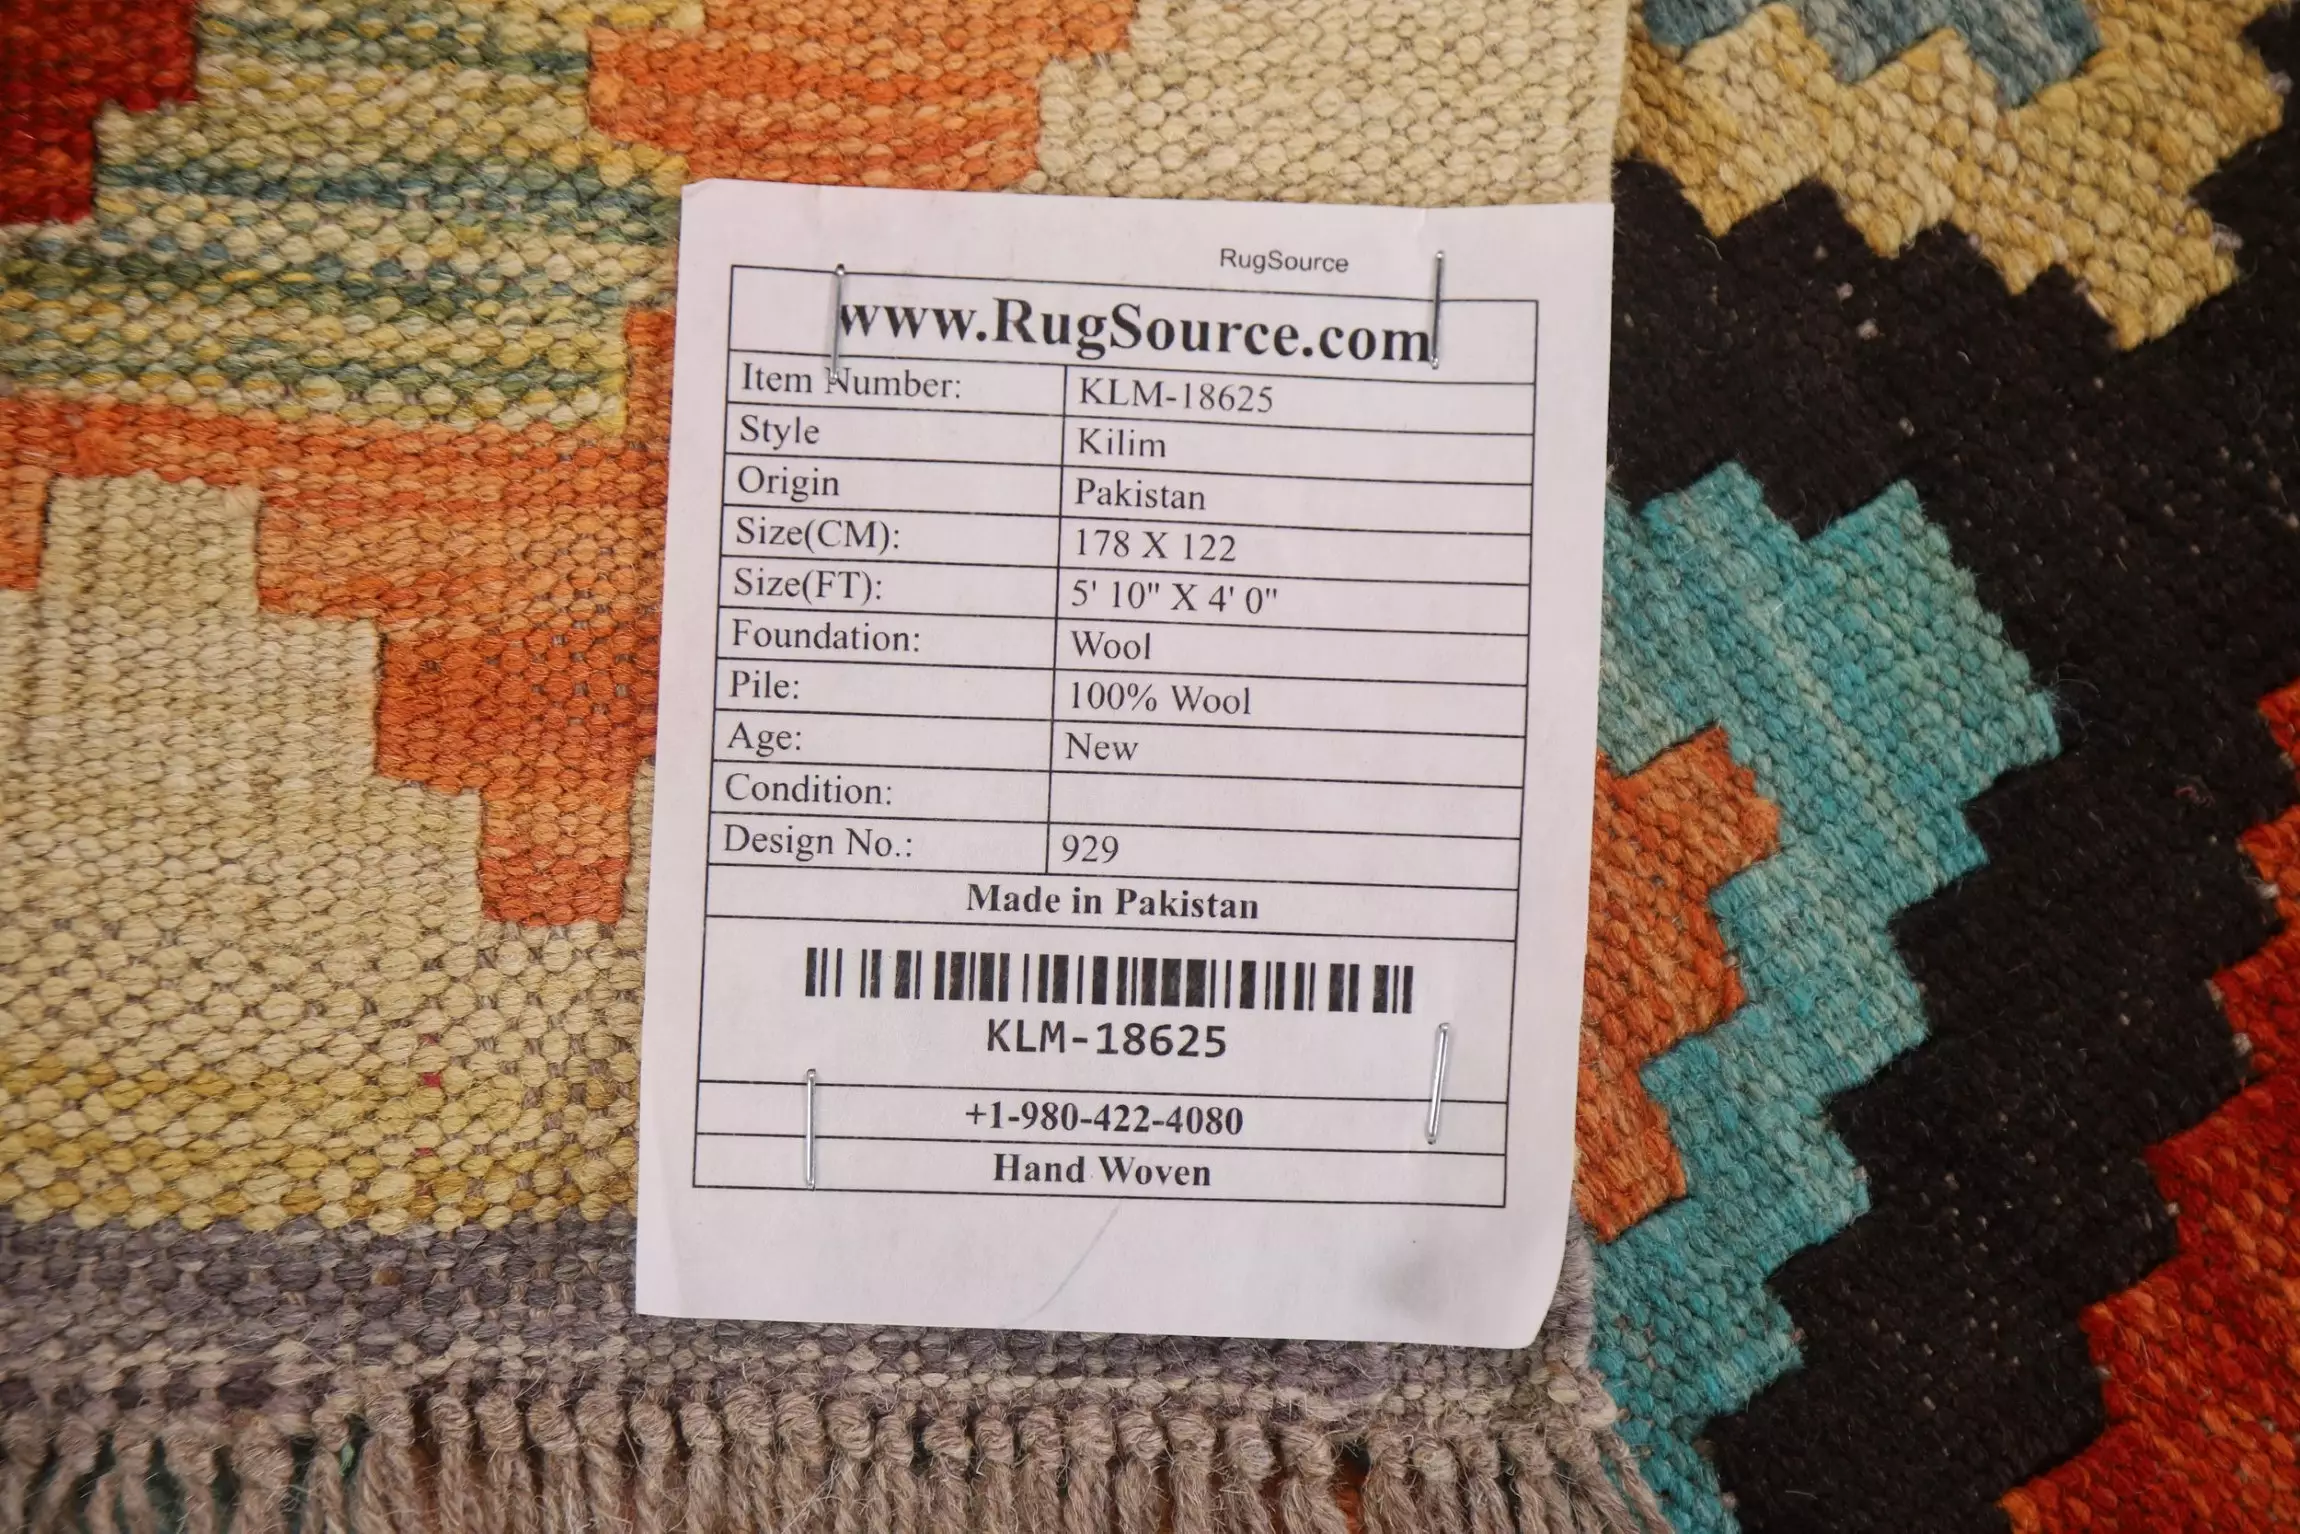 RugSource
www.RugSource.com
Item Number: KLM-18625
Style Kilim
Origin Pakistan
Size(CM): 178 X 122
Size(FT): 5' 10" X 4' 0"
Foundation: Wool
Pile: 100% Wool
Age: New
Condition:
Design No.: 929
Made in Pakistan
KLM-18625
+1-980-422-4080
Hand Woven